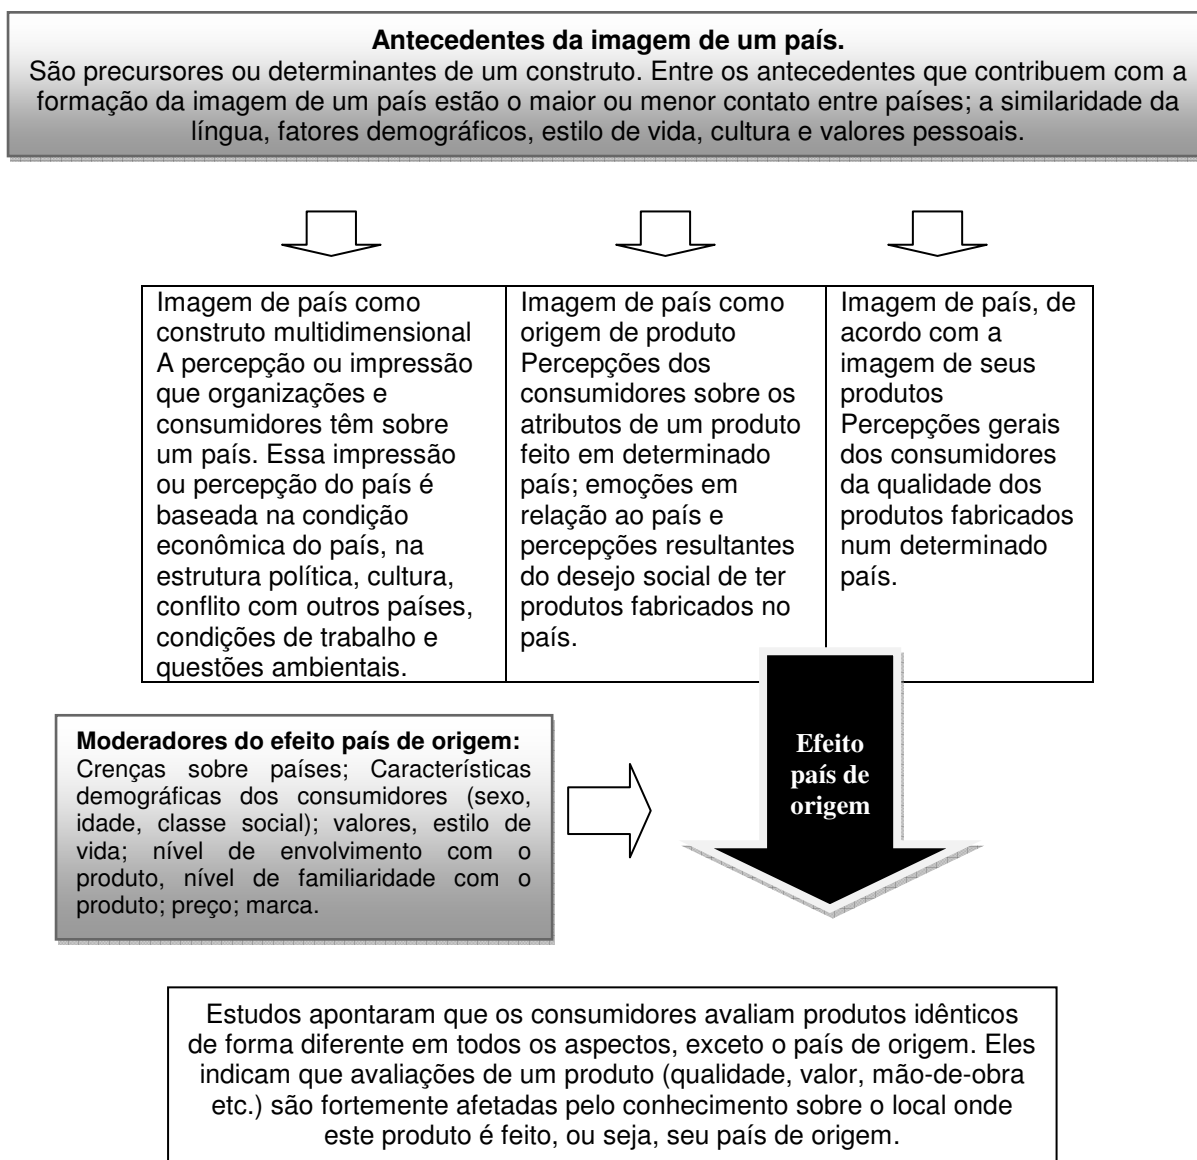 Antecedentes da imagem de um país.
São precursores ou determinantes de um construto. Entre os antecedentes que contribuem com a
formação da imagem de um país estão o maior ou menor contato entre países; a similaridade da
língua, fatores demográficos, estilo de vida, cultura e valores pessoais.
Imagem de país como
construto multidimensional
A percepção ou impressão
que organizações e
consumidores têm sobre
um país. Essa impressão
ou percepção do país é
baseada na condição
econômica do país, na
estrutura política, cultura,
conflito com outros países,
condições de trabalho e
questões ambientais.
Imagem de país como
origem de produto
Percepções dos
consumidores sobre os
atributos de um produto
feito em determinado
país; emoções em
relação ao país e
percepções resultantes
do desejo social de ter
produtos fabricados no
país.
Imagem de país, de
acordo com a
imagem de seus
produtos
Percepções gerais
dos consumidores
da qualidade dos
produtos fabricados
num determinado
país.
Moderadores do efeito país de origem:
Crenças sobre países; Características
demográficas dos consumidores (sexo,
idade, classe social); valores, estilo de
vida; nível de envolvimento com o
produto, nível de familiaridade com o
produto; preço; marca.
Efeito
país de
origem
Estudos apontaram que os consumidores avaliam produtos idênticos
de forma diferente em todos os aspectos, exceto o país de origem. Eles
indicam que avaliações de um produto (qualidade, valor, mão-de-obra
etc.) são fortemente afetadas pelo conhecimento sobre o local onde
este produto é feito, ou seja, seu país de origem.